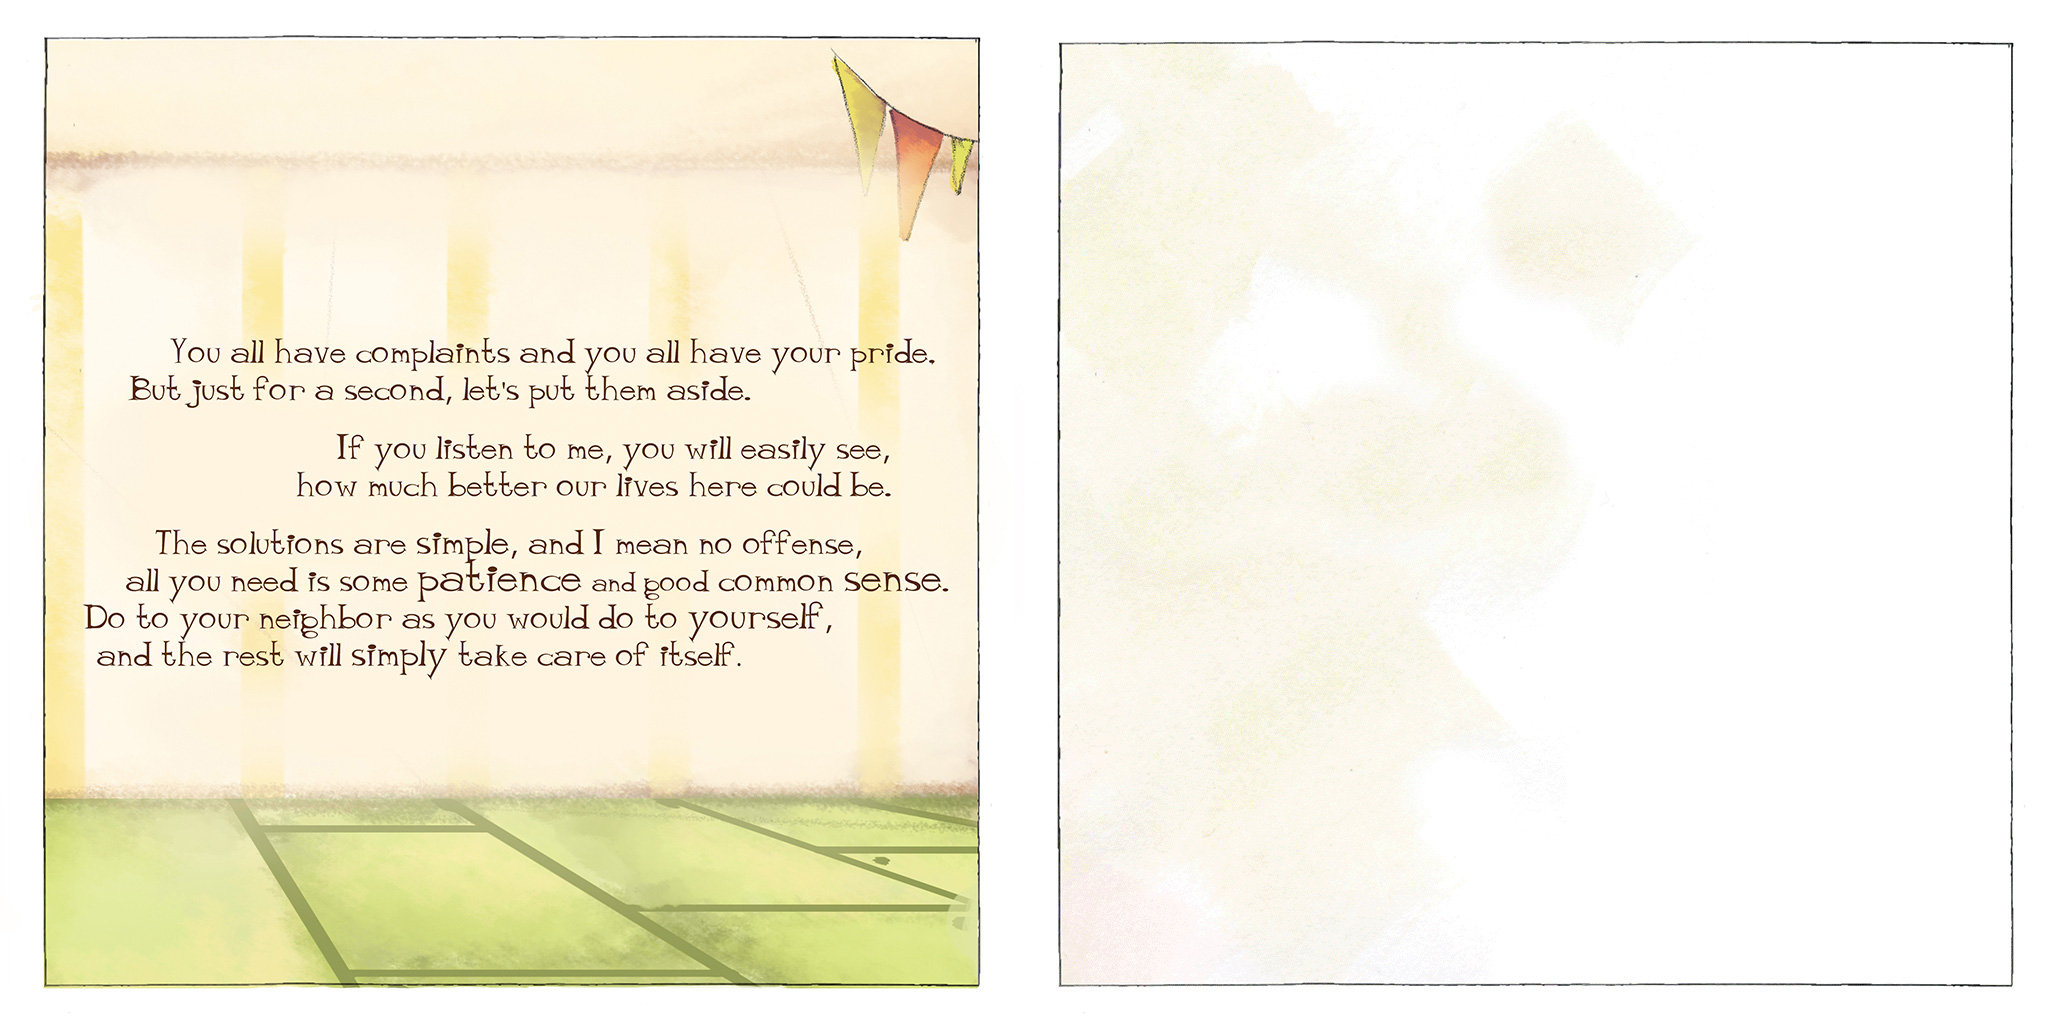 You all have complaints and you all have your pride.
But just for a second, let's put them aside.
If you listen to me, you will easily see,
how much better our lives here could be.
The solutions are simple, and I mean no offense,
all you need is some patience and good common sense.
Do to your neighbor as you would do to yourself,
and the rest will simply take care of itself.